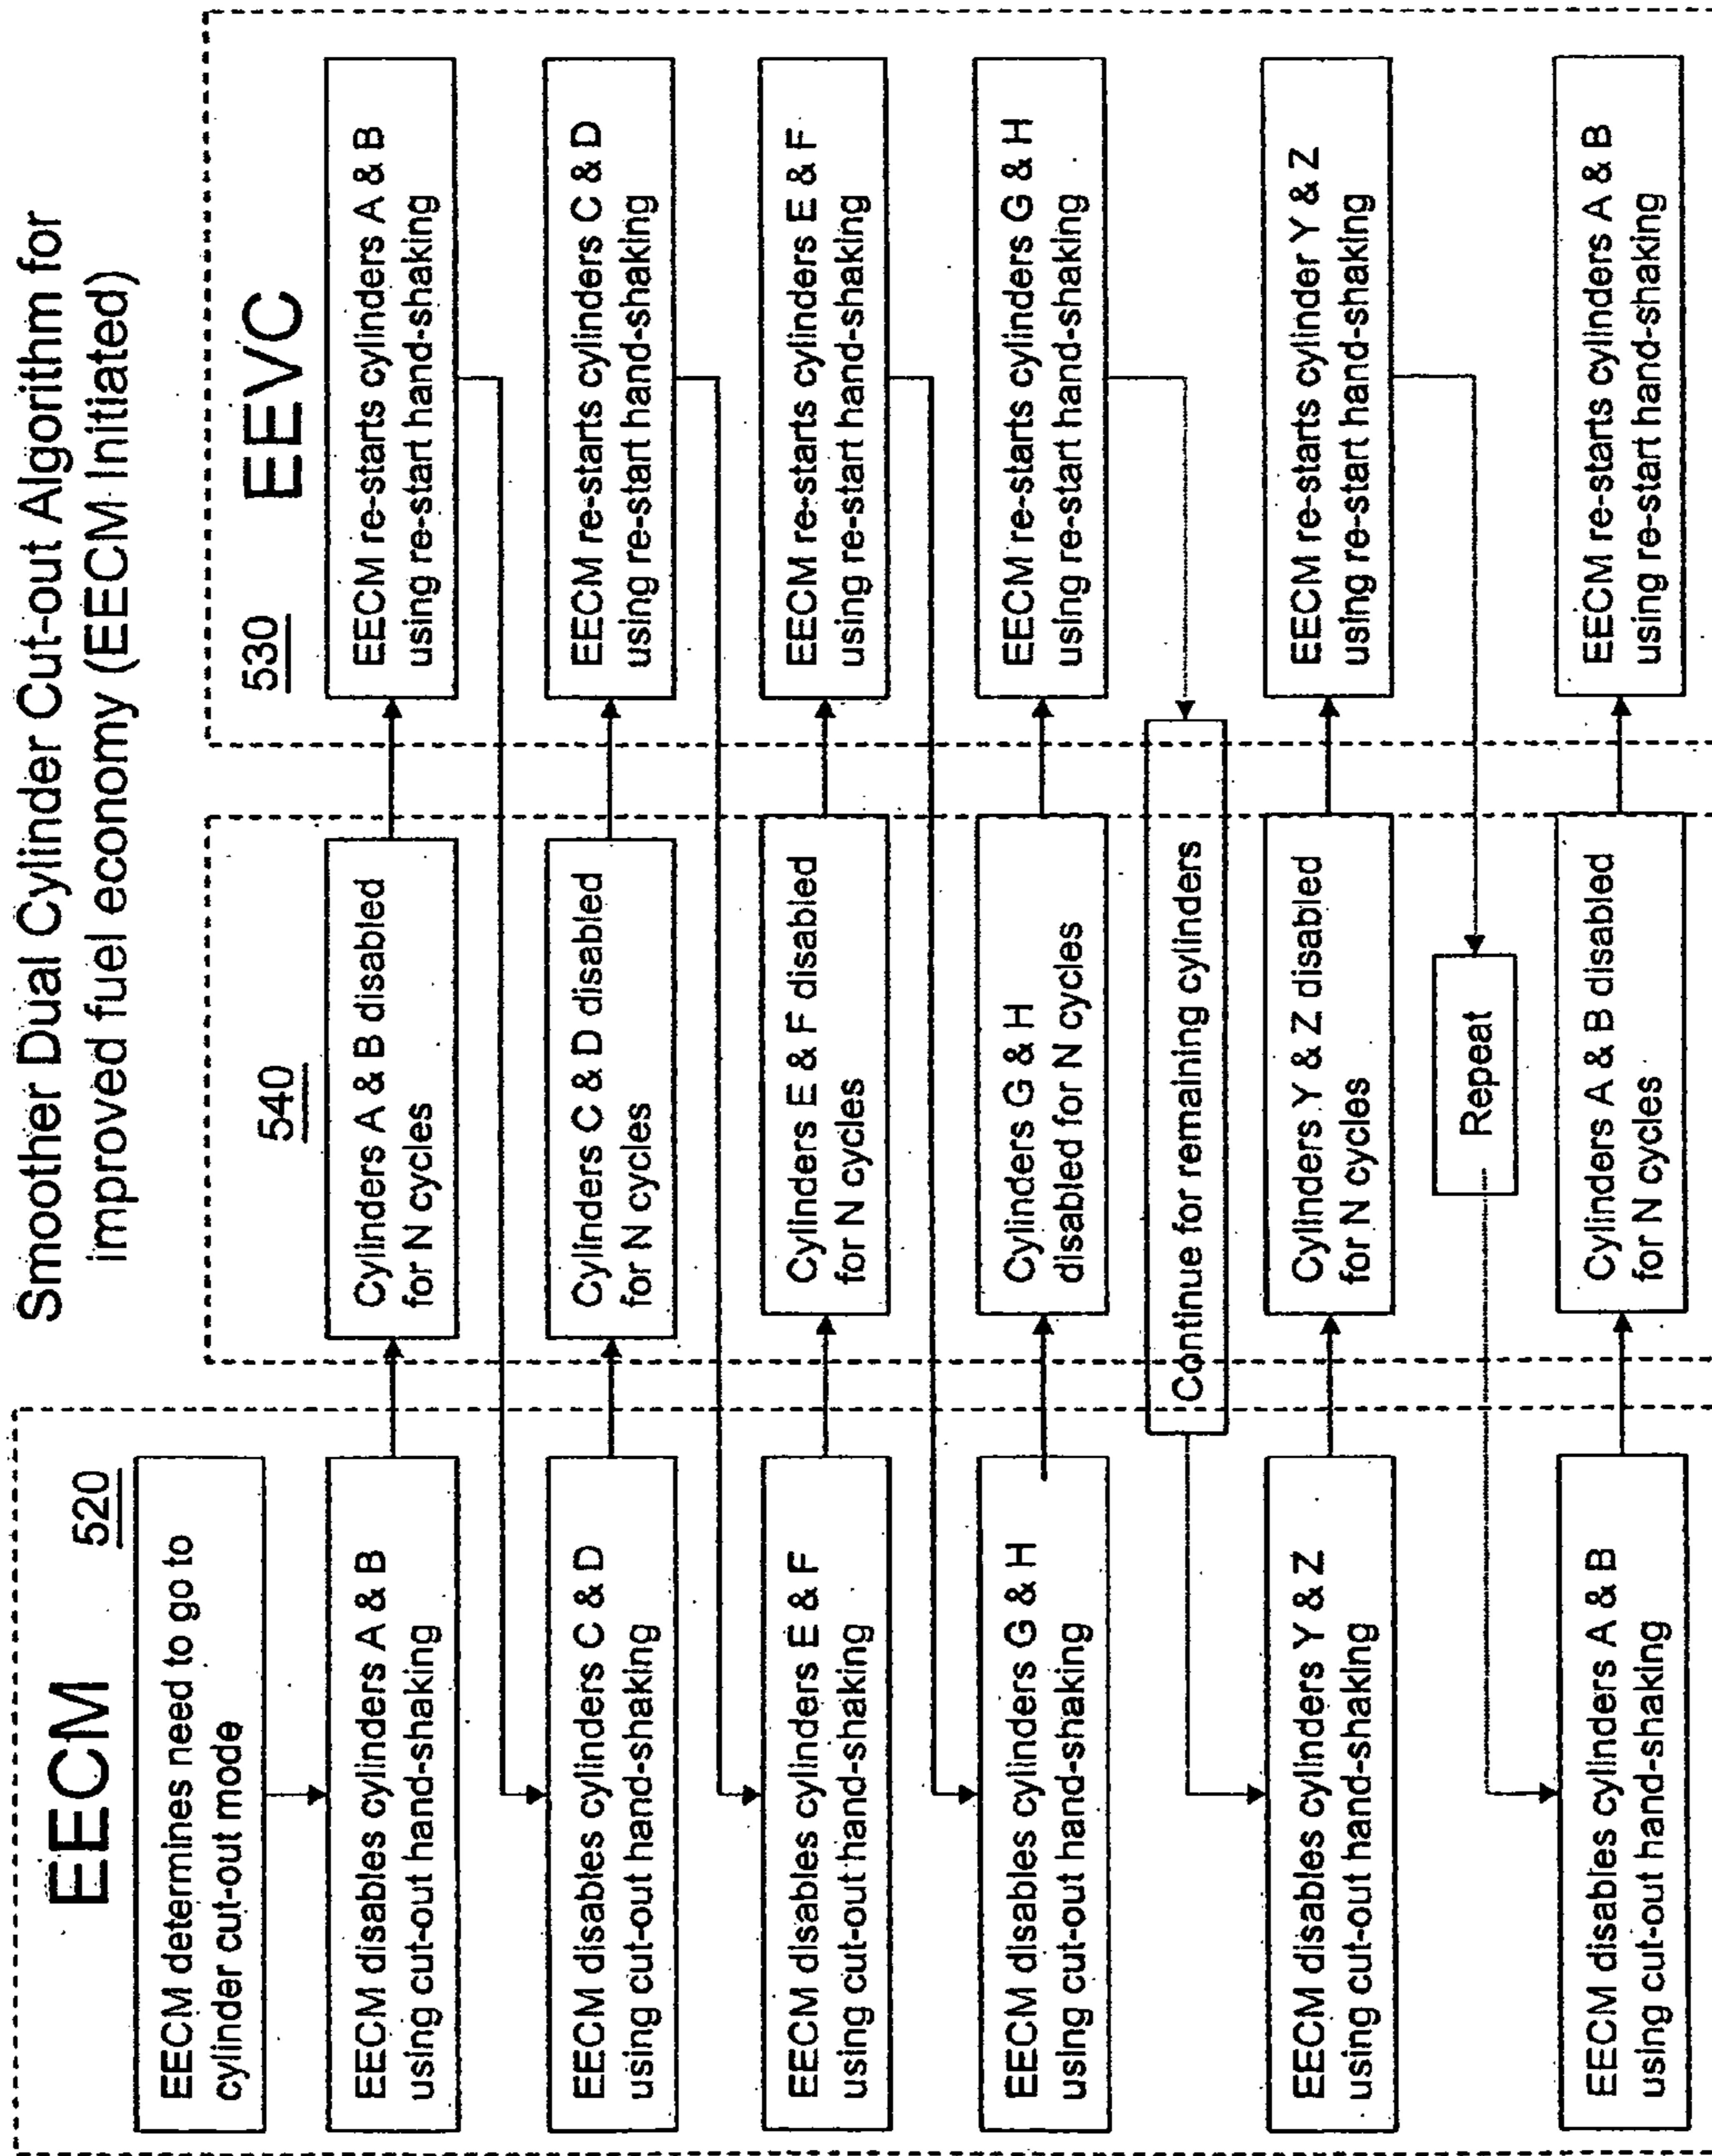 Smoother Dual Cylinder Cut-out Algorithm for
improved fuel economy (EECM Initiated)
EECM
520
EECM determines need to go to
cylinder cut-out mode
540
EEVC
530
EECM disables cylinders A & B
using cut-out hand-shaking
Cylinders A & B disabled
for N cycles
EECM re-starts cylinders A & B
using re-start hand-shaking
EECM disables cylinders C & D
using cut-out hand-shaking
Cylinders C & D disabled
for N cycles
EECM re-starts cylinders C & D
using re-start hand-shaking
EECM disables cylinders E & F
using cut-out hand-shaking
Cylinders E & F disabled
for N cycles
EECM re-starts cylinders E & F
using re-start hand-shaking
EECM disables cylinders G & H
using cut-out hand-shaking
Cylinders G & H
disabled for N cycles
EECM re-starts cylinders G & H
using re-start hand-shaking
Continue for remaining cylinders
EECM disables cylinders Y & Z
using cut-out hand-shaking
Cylinders Y & Z disabled
for N cycles
EECM re-starts cylinder Y & Z
using re-start hand-shaking
Repeat
EECM disables cylinders A & B
using cut-out hand-shaking
Cylinders A & B disabled
for N cycles
EECM re-starts cylinders A & B
using re-start hand-shaking